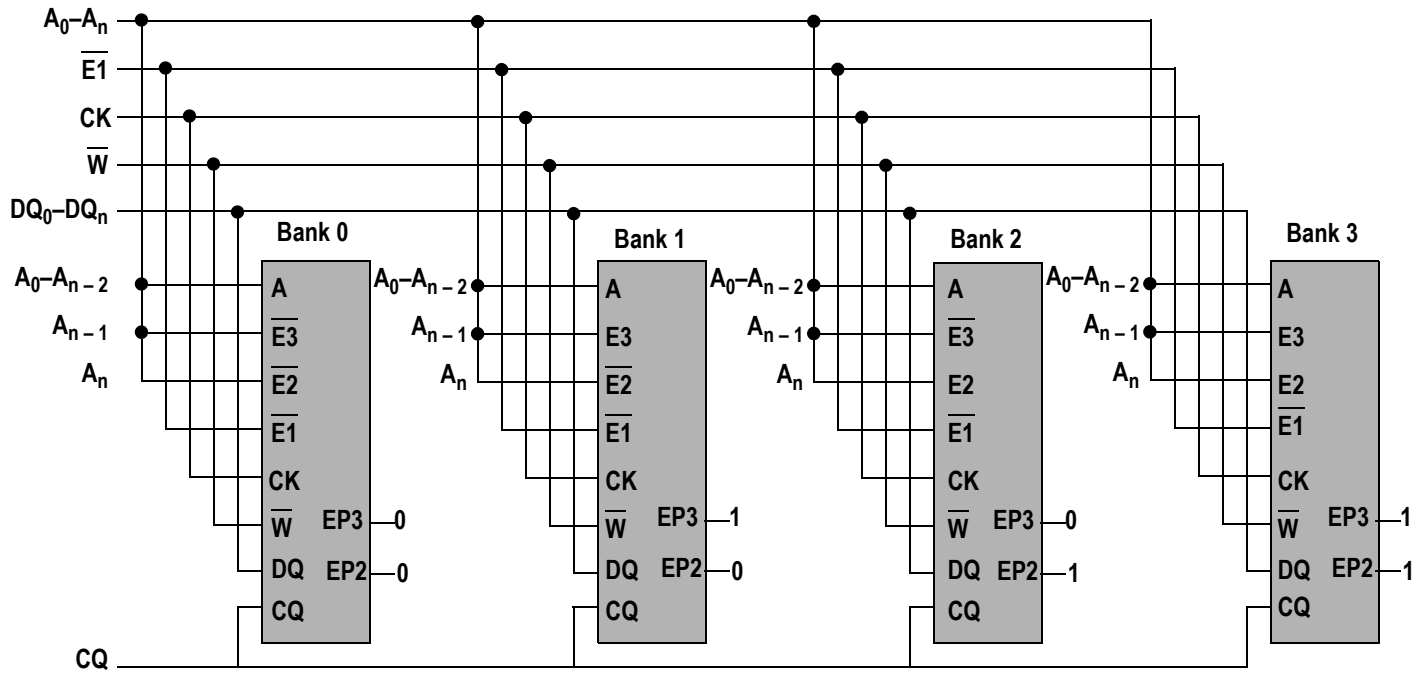 A₀–Aₙ
E1̅
CK
W̅
DQ₀–DQₙ
Bank 0
A₀–Aₙ₋₂
Aₙ₋₁
Aₙ
A
E3̅
E2̅
E1̅
CK
W̅
DQ
CQ
EP3 0
EP2 0
Bank 1
A₀–Aₙ₋₂
Aₙ₋₁
Aₙ
A
E3
E2̅
E1̅
CK
W̅
DQ
CQ
EP3 1
EP2 0
Bank 2
A₀–Aₙ₋₂
Aₙ₋₁
Aₙ
A
E3̅
E2
E1̅
CK
W̅
DQ
CQ
EP3 0
EP2 1
Bank 3
A₀–Aₙ₋₂
Aₙ₋₁
Aₙ
A
E3
E2
E1̅
CK
W̅
DQ
CQ
EP3 1
EP2 1
CQ